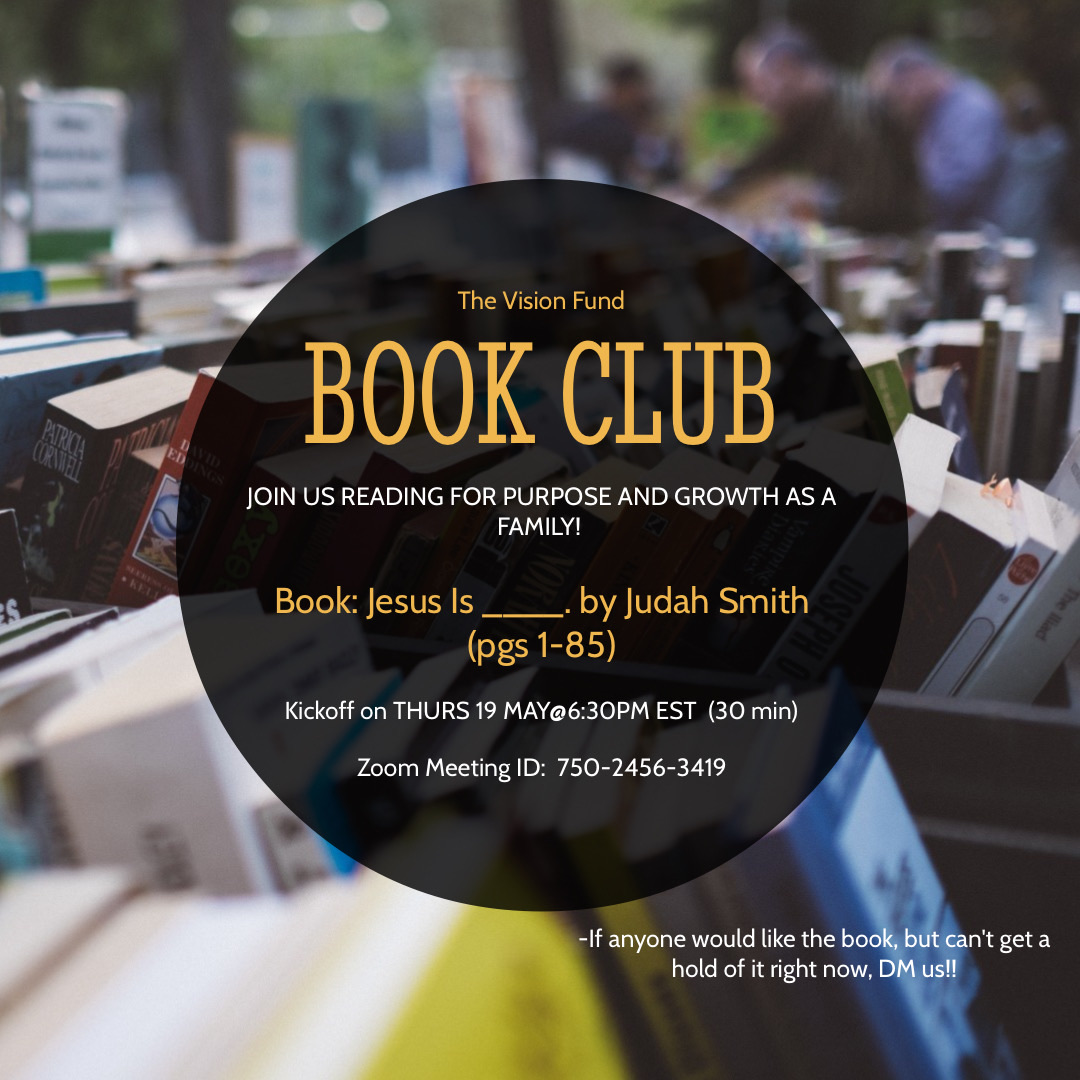 The Vision Fund
BOOK CLUB
JOIN US READING FOR PURPOSE AND GROWTH AS A
FAMILY!
Book: Jesus Is ____. by Judah Smith
(pgs 1-85)
Kickoff on THURS 19 MAY@6:30PM EST  (30 min)
Zoom Meeting ID:  750-2456-3419
-If anyone would like the book, but can't get a
hold of it right now, DM us!!
PATRICIA
CORNWELL
DAVID
EDDINGS
JOSEPH